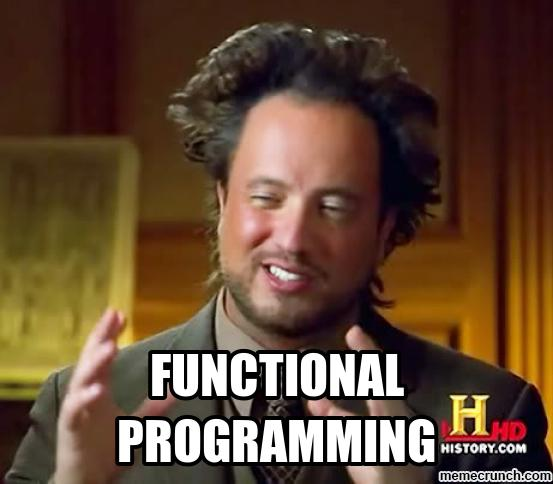 FUNCTIONAL
PROGRAMMING
H HD
HISTORY.COM
memecrunch.com